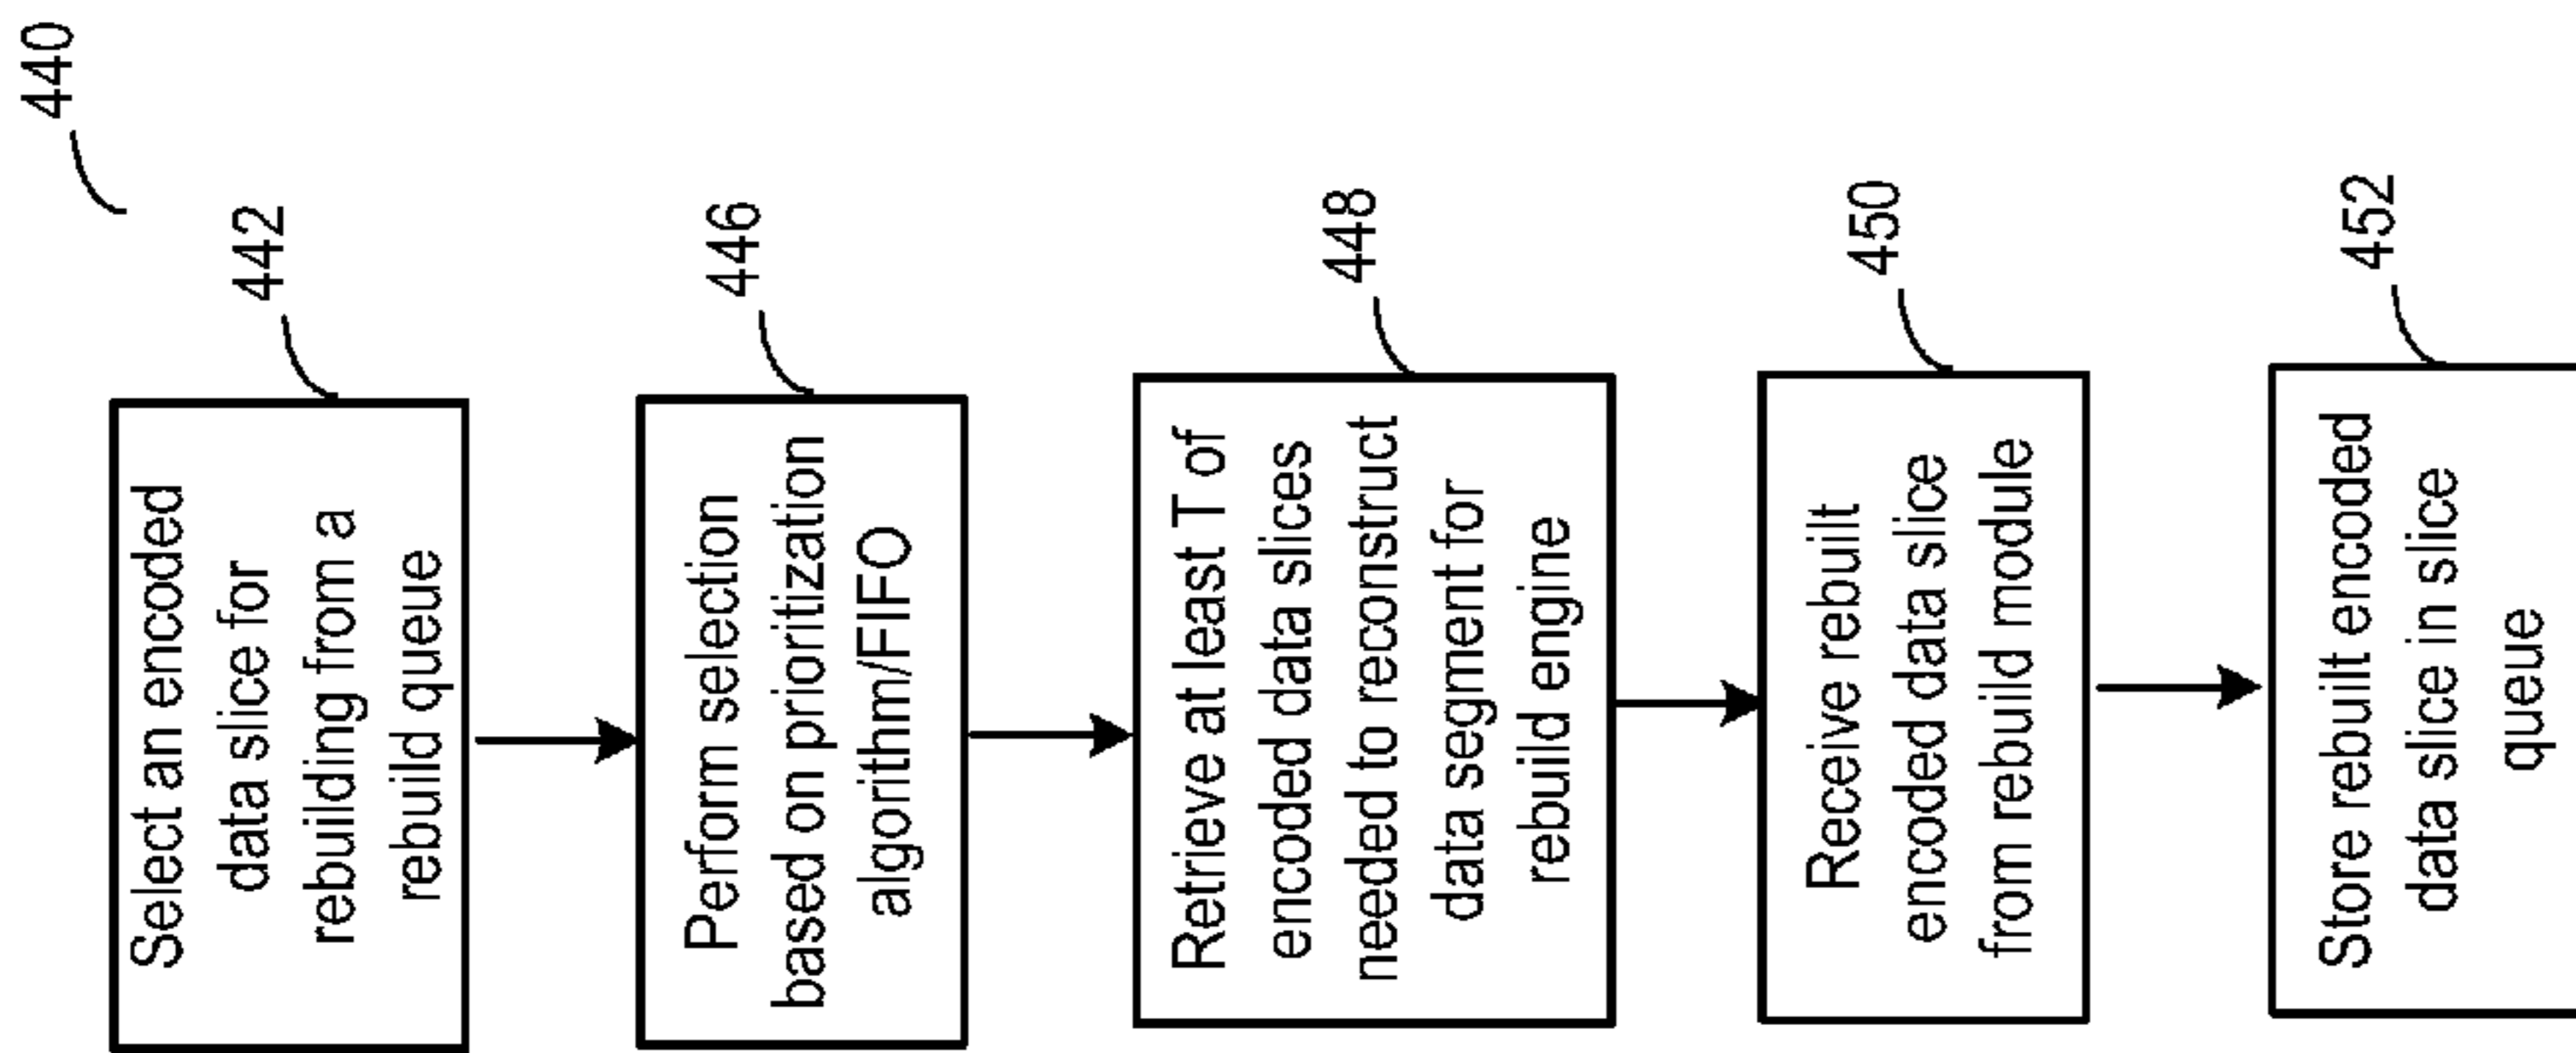 440
442
Select an encoded
data slice for
rebuilding from a
rebuild queue
446
Perform selection
based on prioritization
algorithm/FIFO
448
Retrieve at least T of
encoded data slices
needed to reconstruct
data segment for
rebuild engine
450
Receive rebuilt
encoded data slice
from rebuild module
452
Store rebuilt encoded
data slice in slice
queue